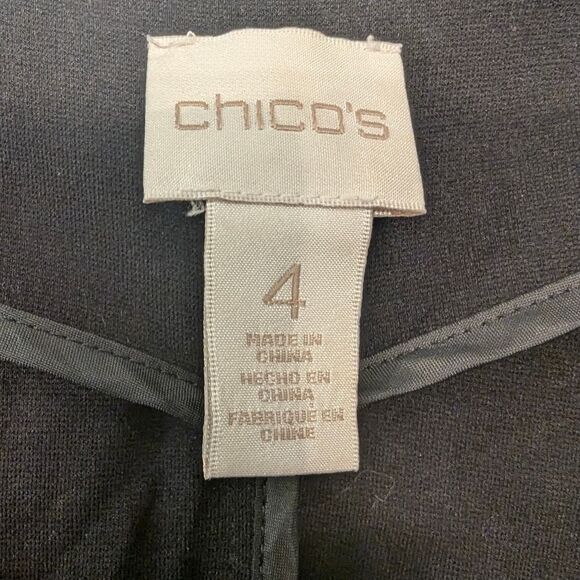 chico's
4
MADE IN
CHINA
HECHO EN
CHINA
FABRIQUE EN
CHINE